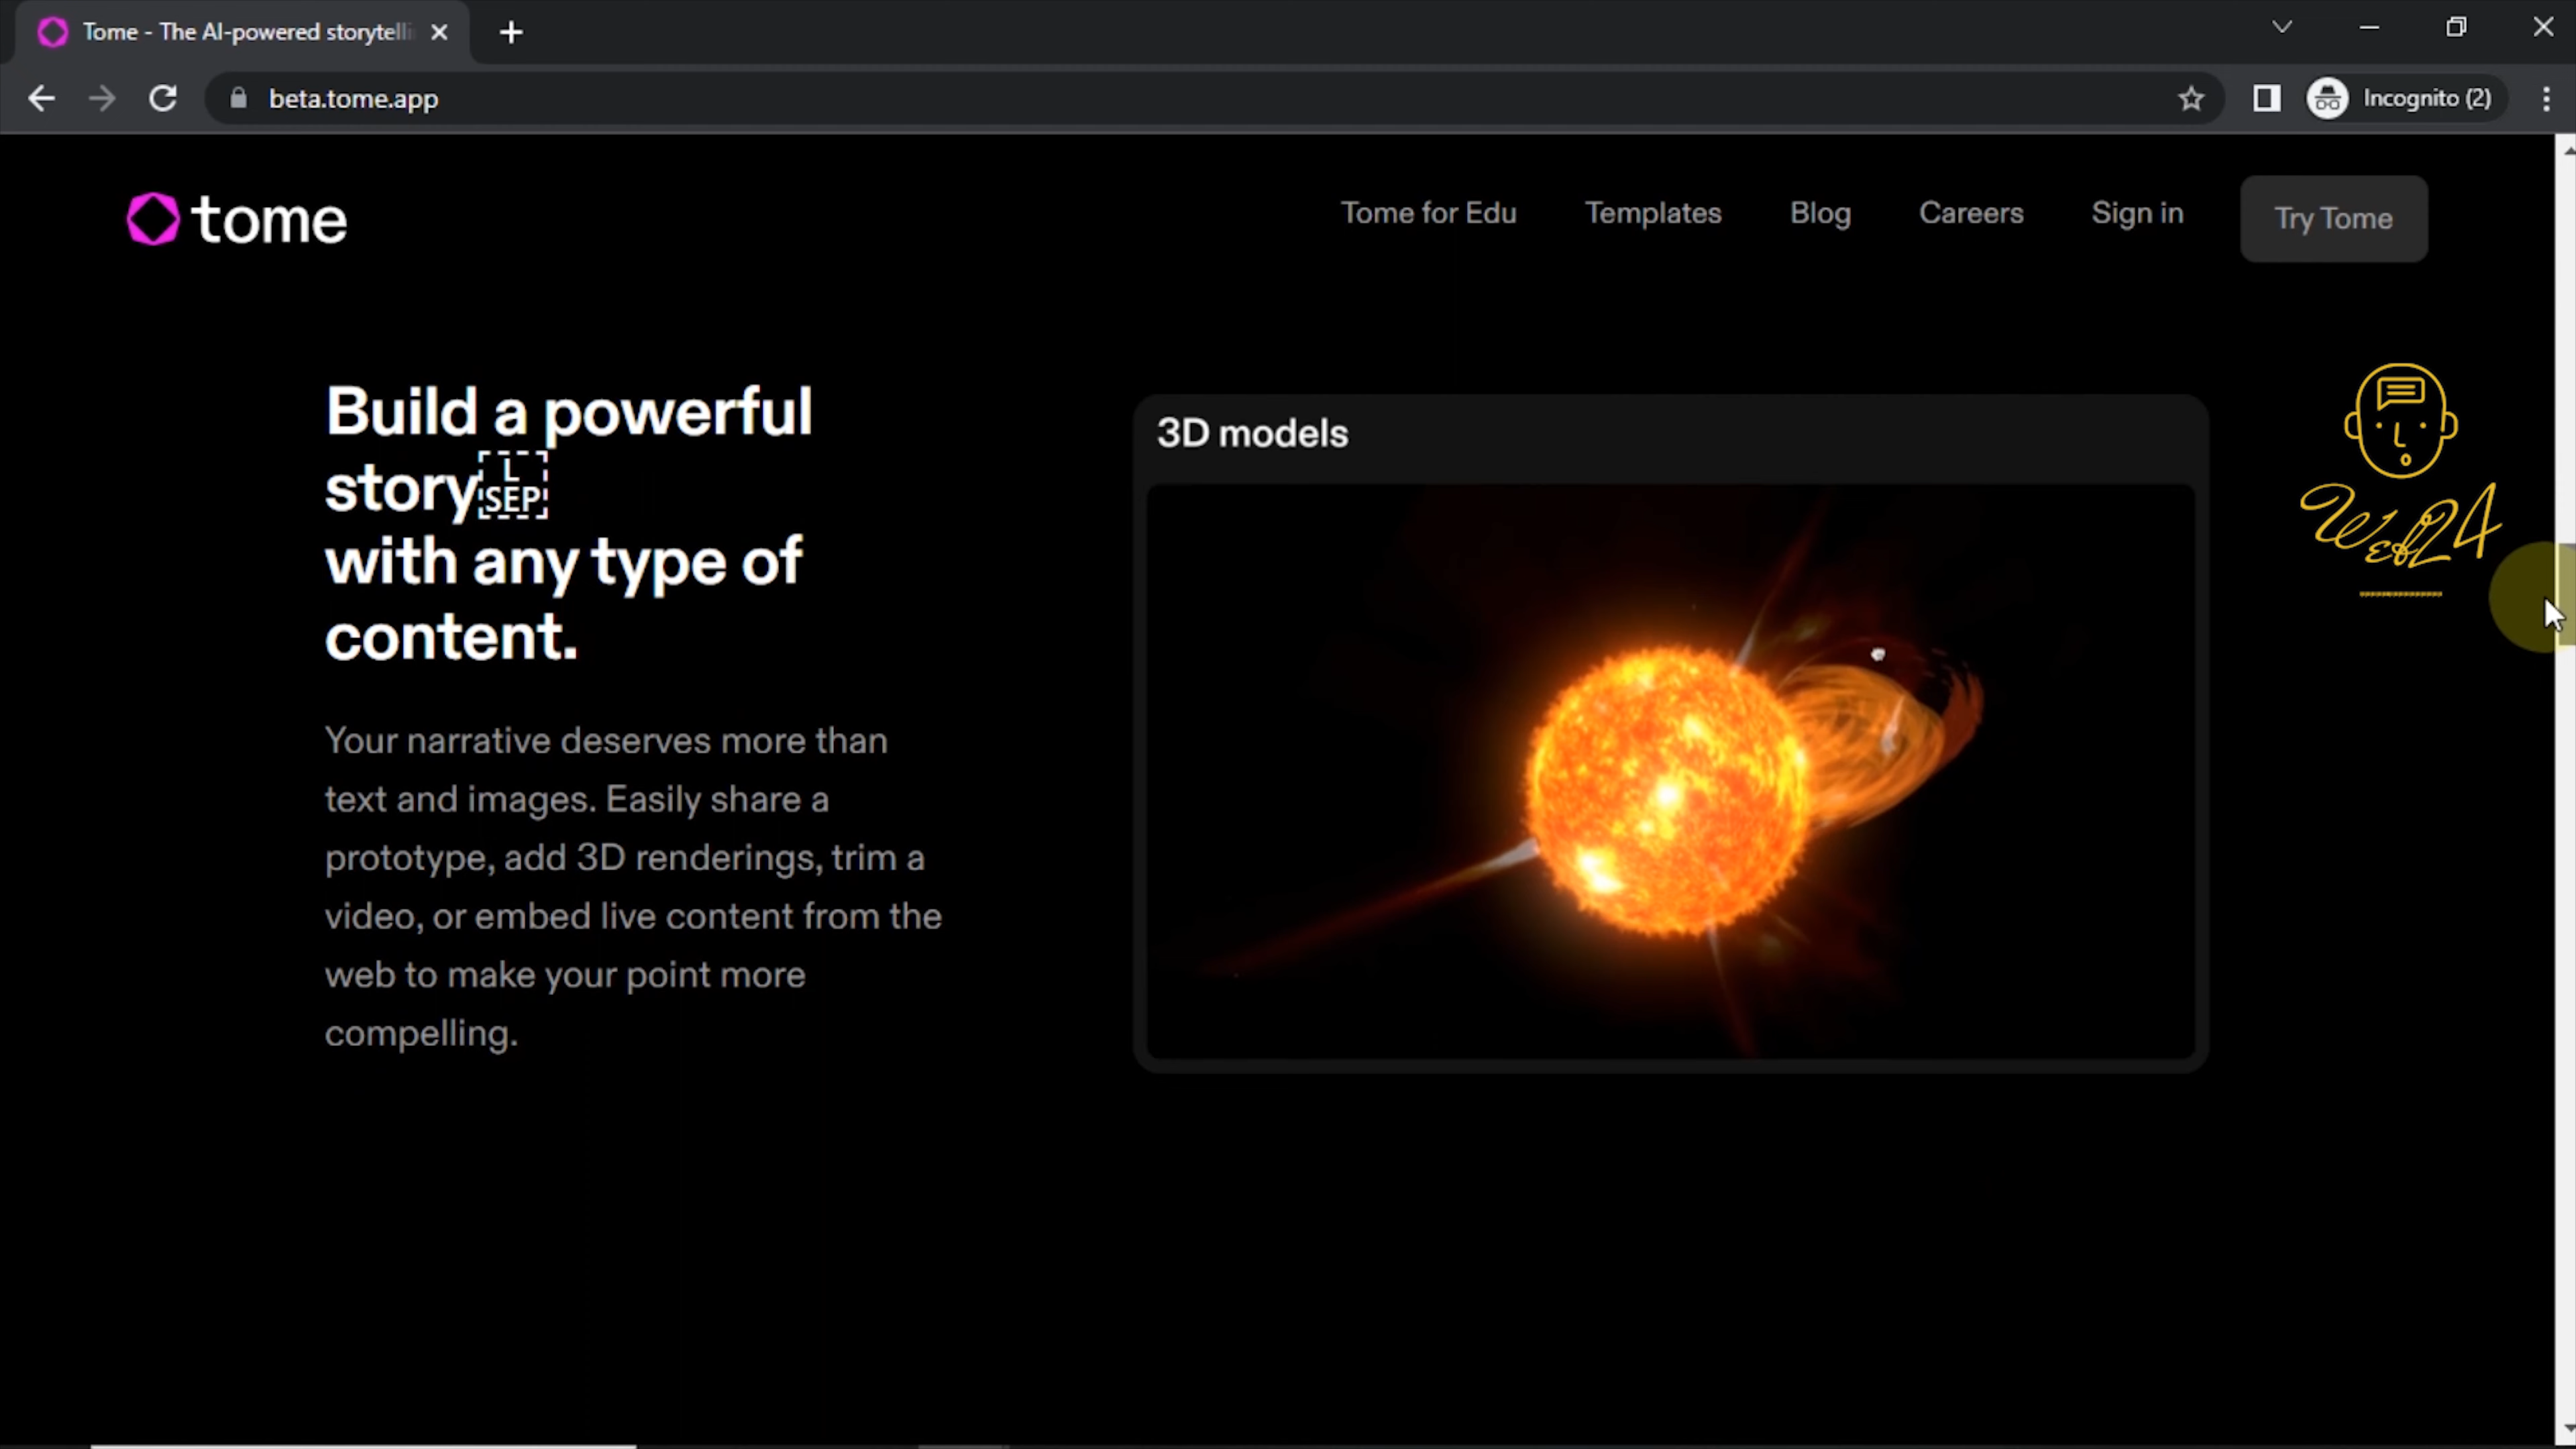 Tome - The AI-powered storytelli
beta.tome.app
Incognito (2)
tome
Tome for Edu
Templates
Blog
Careers
Sign in
Try Tome
Build a powerful
story
L
SEP
with any type of
content.
Your narrative deserves more than
text and images. Easily share a
prototype, add 3D renderings, trim a
video, or embed live content from the
web to make your point more
compelling.
3D models
Web24